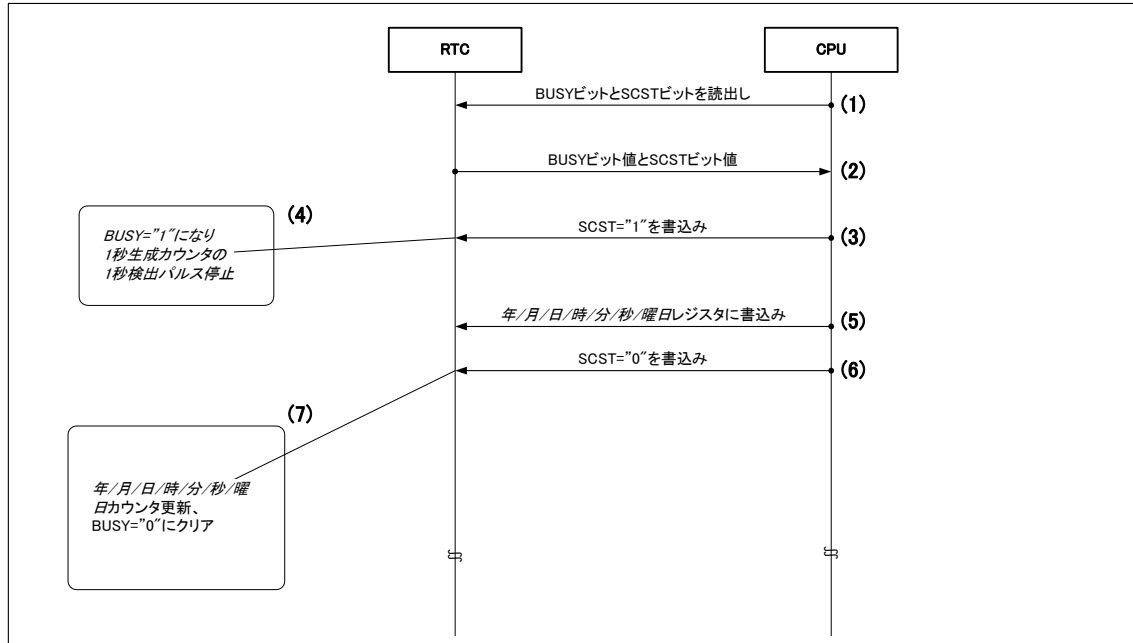 RTC
CPU
BUSYビットとSCSTビットを読出し
(1)
BUSYビット値とSCSTビット値
(2)
(4)
BUSY="1"になり
1秒生成カウンタの
1秒検出パルス停止
SCST="1"を書込み
(3)
年/月/日/時/分/秒/曜日レジスタに書込み
(5)
SCST="0"を書込み
(6)
(7)
年/月/日/時/分/秒/曜
日カウンタ更新、
BUSY="0"にクリア